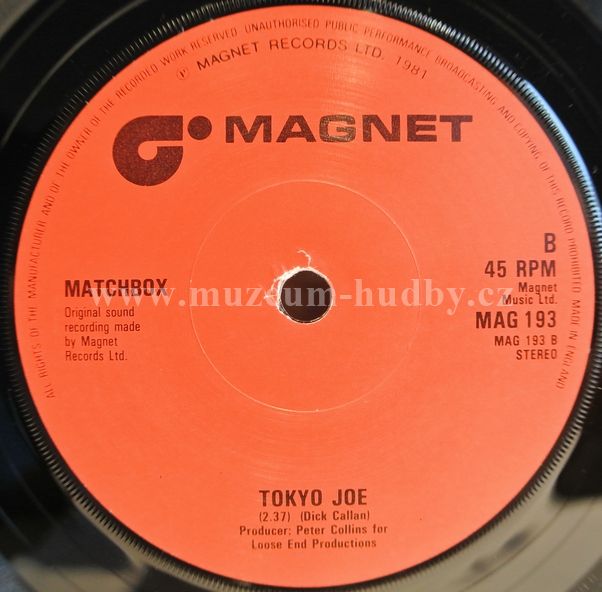 ALL RIGHTS OF THE MANUFACTURER AND OF THE OWNER OF THE RECORDED WORK RESERVED UNAUTHORISED PUBLIC PERFORMANCE BROADCASTING AND COPYING OF THIS RECORD PROHIBITED MADE IN ENGLAND
℗ MAGNET RECORDS LTD. 1981
MAGNET
MATCHBOX
Original sound
recording made
by Magnet
Records Ltd.
B
45 RPM
Magnet
Music Ltd.
MAG 193
MAG 193 B
STEREO
www.muzeum-hudby.cz
TOKYO JOE
(2.37) (Dick Callan)
Producer: Peter Collins for
Loose End Productions